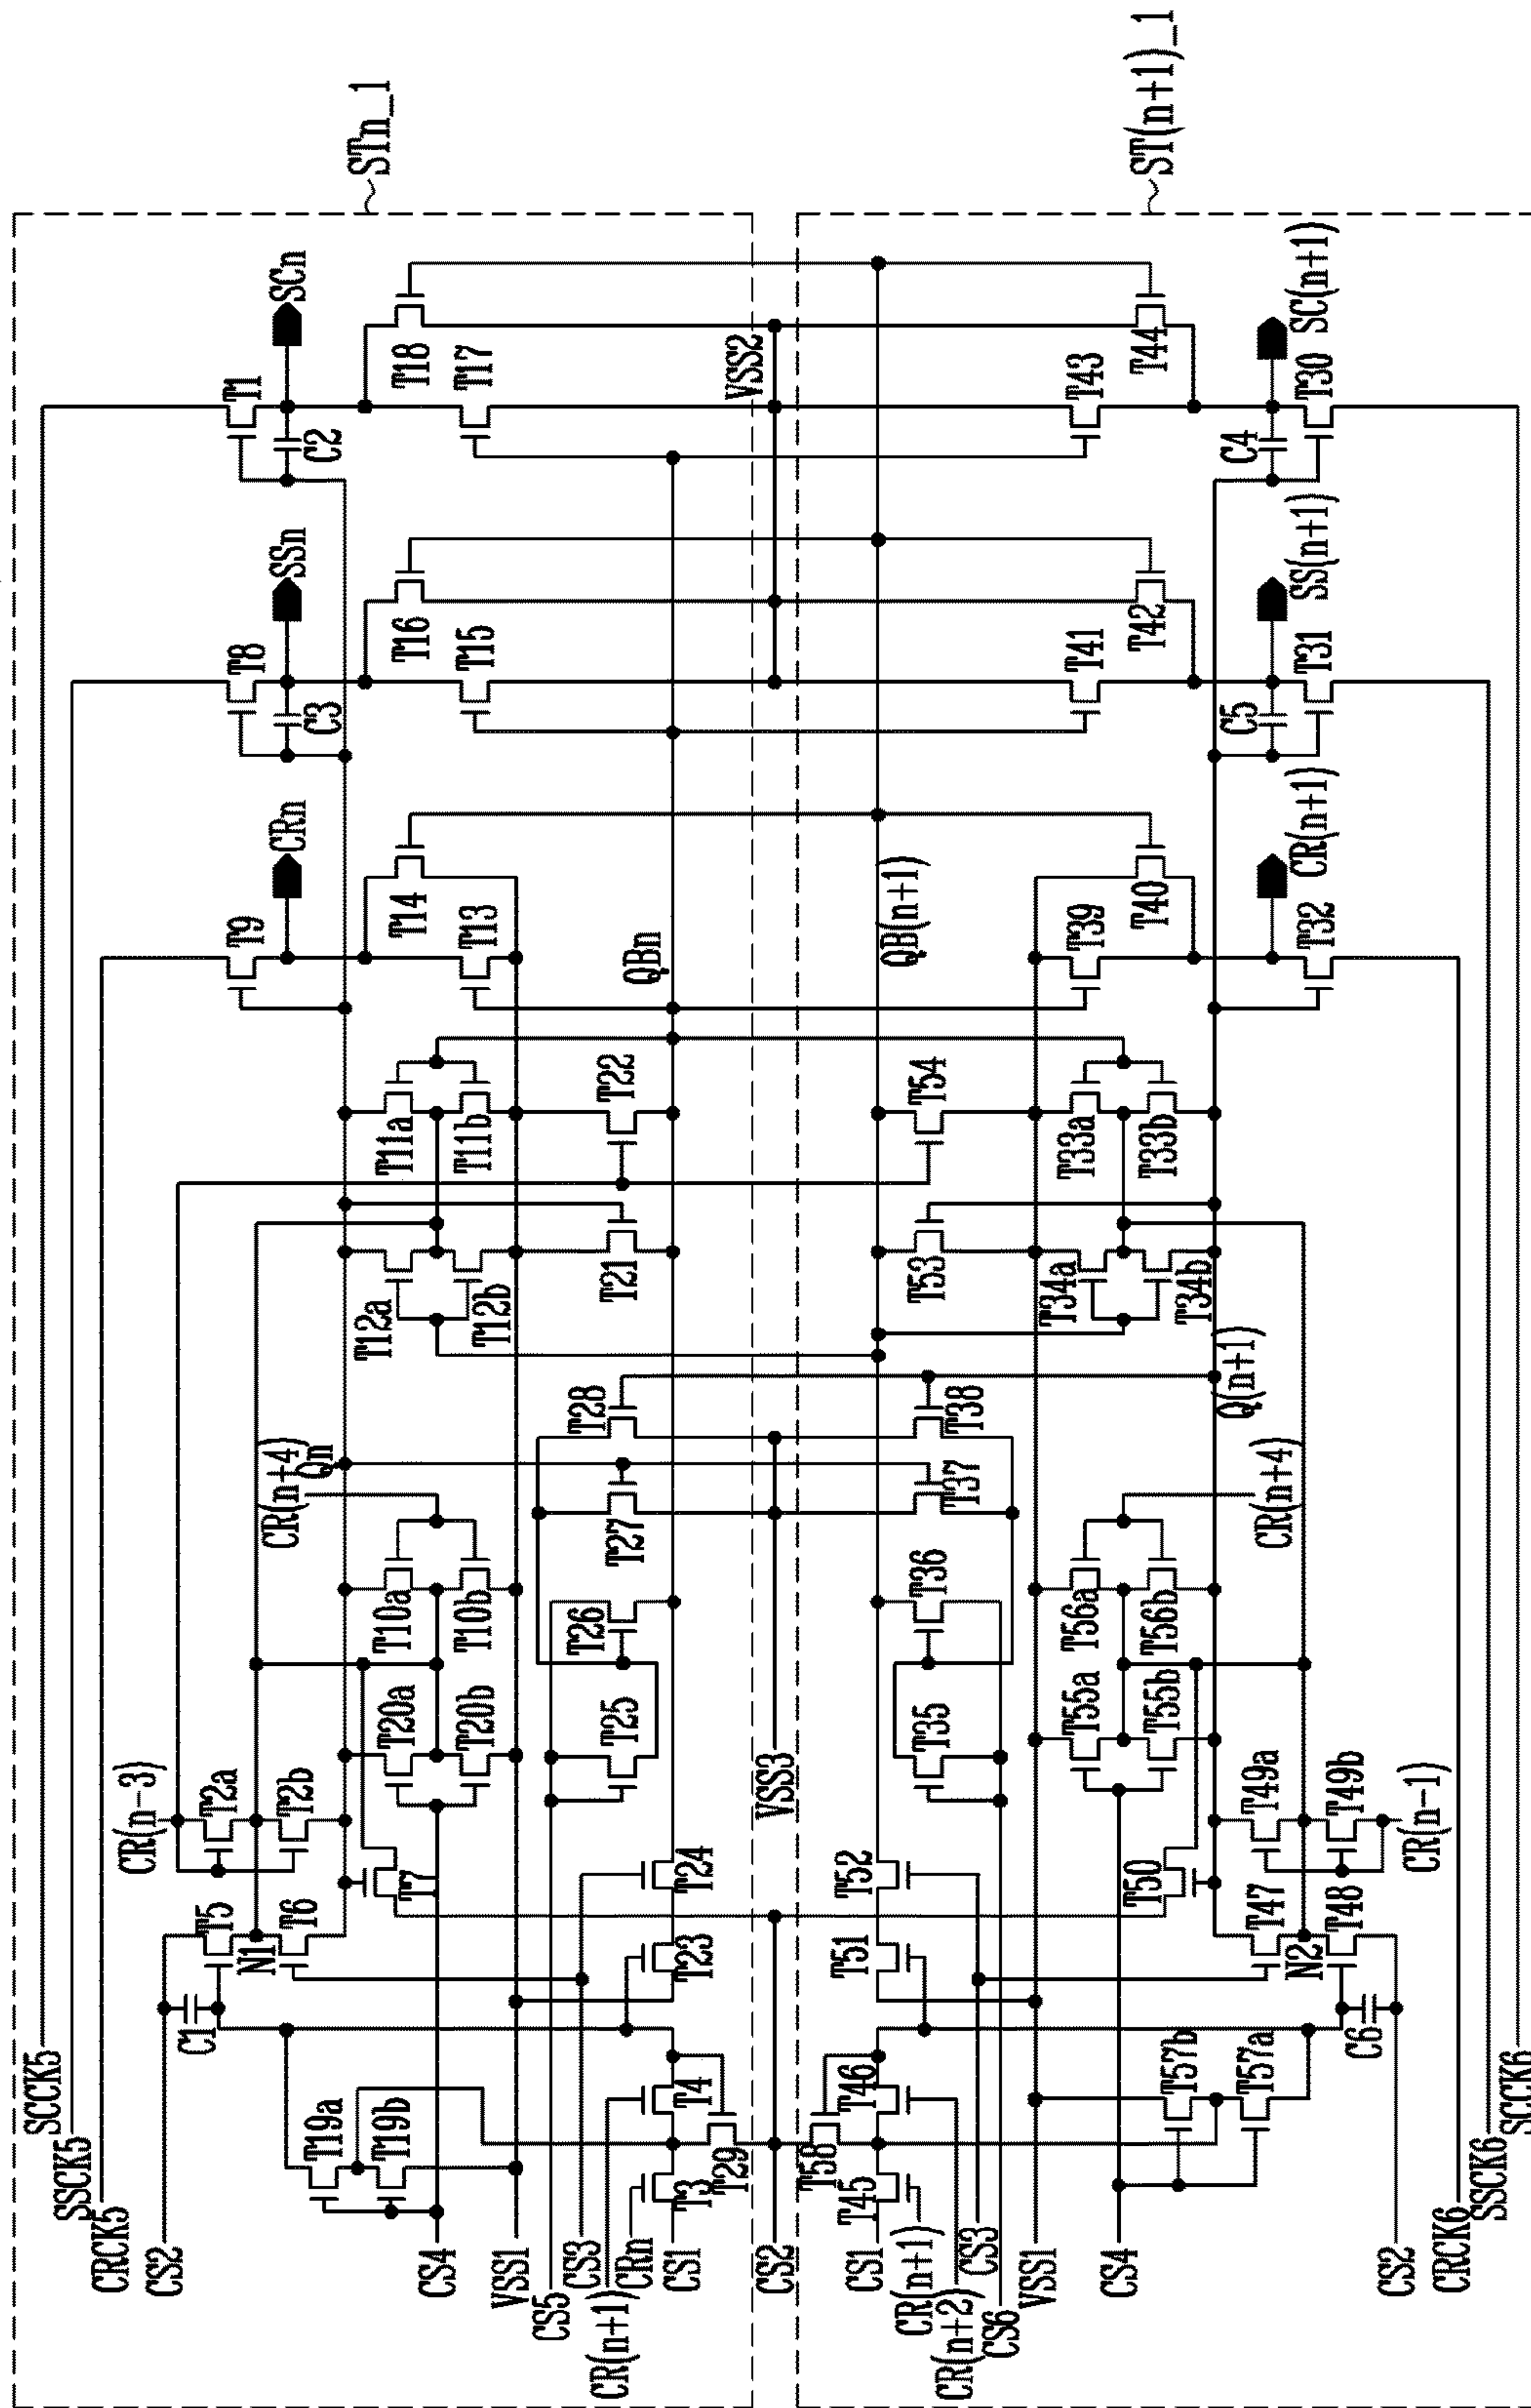 STn_1
ST(n+1)_1
SCCK5
SSCK5
CRCK5
CS2
CS4
VSS1
CS5
CS3
CR(n+1)
CRn
CS1
CS2
CS1
CR(n+1)
CR(n+2)
CS3
CS6
VSS1
CS4
CS2
CRCK6
SSCK6
SCCK6
T19a
T19b
C1
T5
N1
T6
CR(n-3)
T2a
T2b
T7
T20a
T20b
CR(n+4)
Qn
T10a
T10b
T12a
T12b
T11a
T11b
T9
CRn
T14
T13
T8
C3
SSn
T16
T15
T1
C2
SCn
T18
T17
T3
T4
T29
T23
T24
T25
T26
T27
T28
T21
T22
QBn
VSS3
VSS2
T45
T46
T58
T51
T52
T35
T36
T37
T38
T53
T54
QB(n+1)
T57b
T57a
C6
T47
N2
T48
T50
T49a
T49b
CR(n-1)
T55a
T55b
T56a
T56b
CR(n+4)
Q(n+1)
T34a
T34b
T33a
T33b
T39
T40
T32
CR(n+1)
T41
T42
C5
T31
SS(n+1)
T43
T44
C4
T30
SC(n+1)